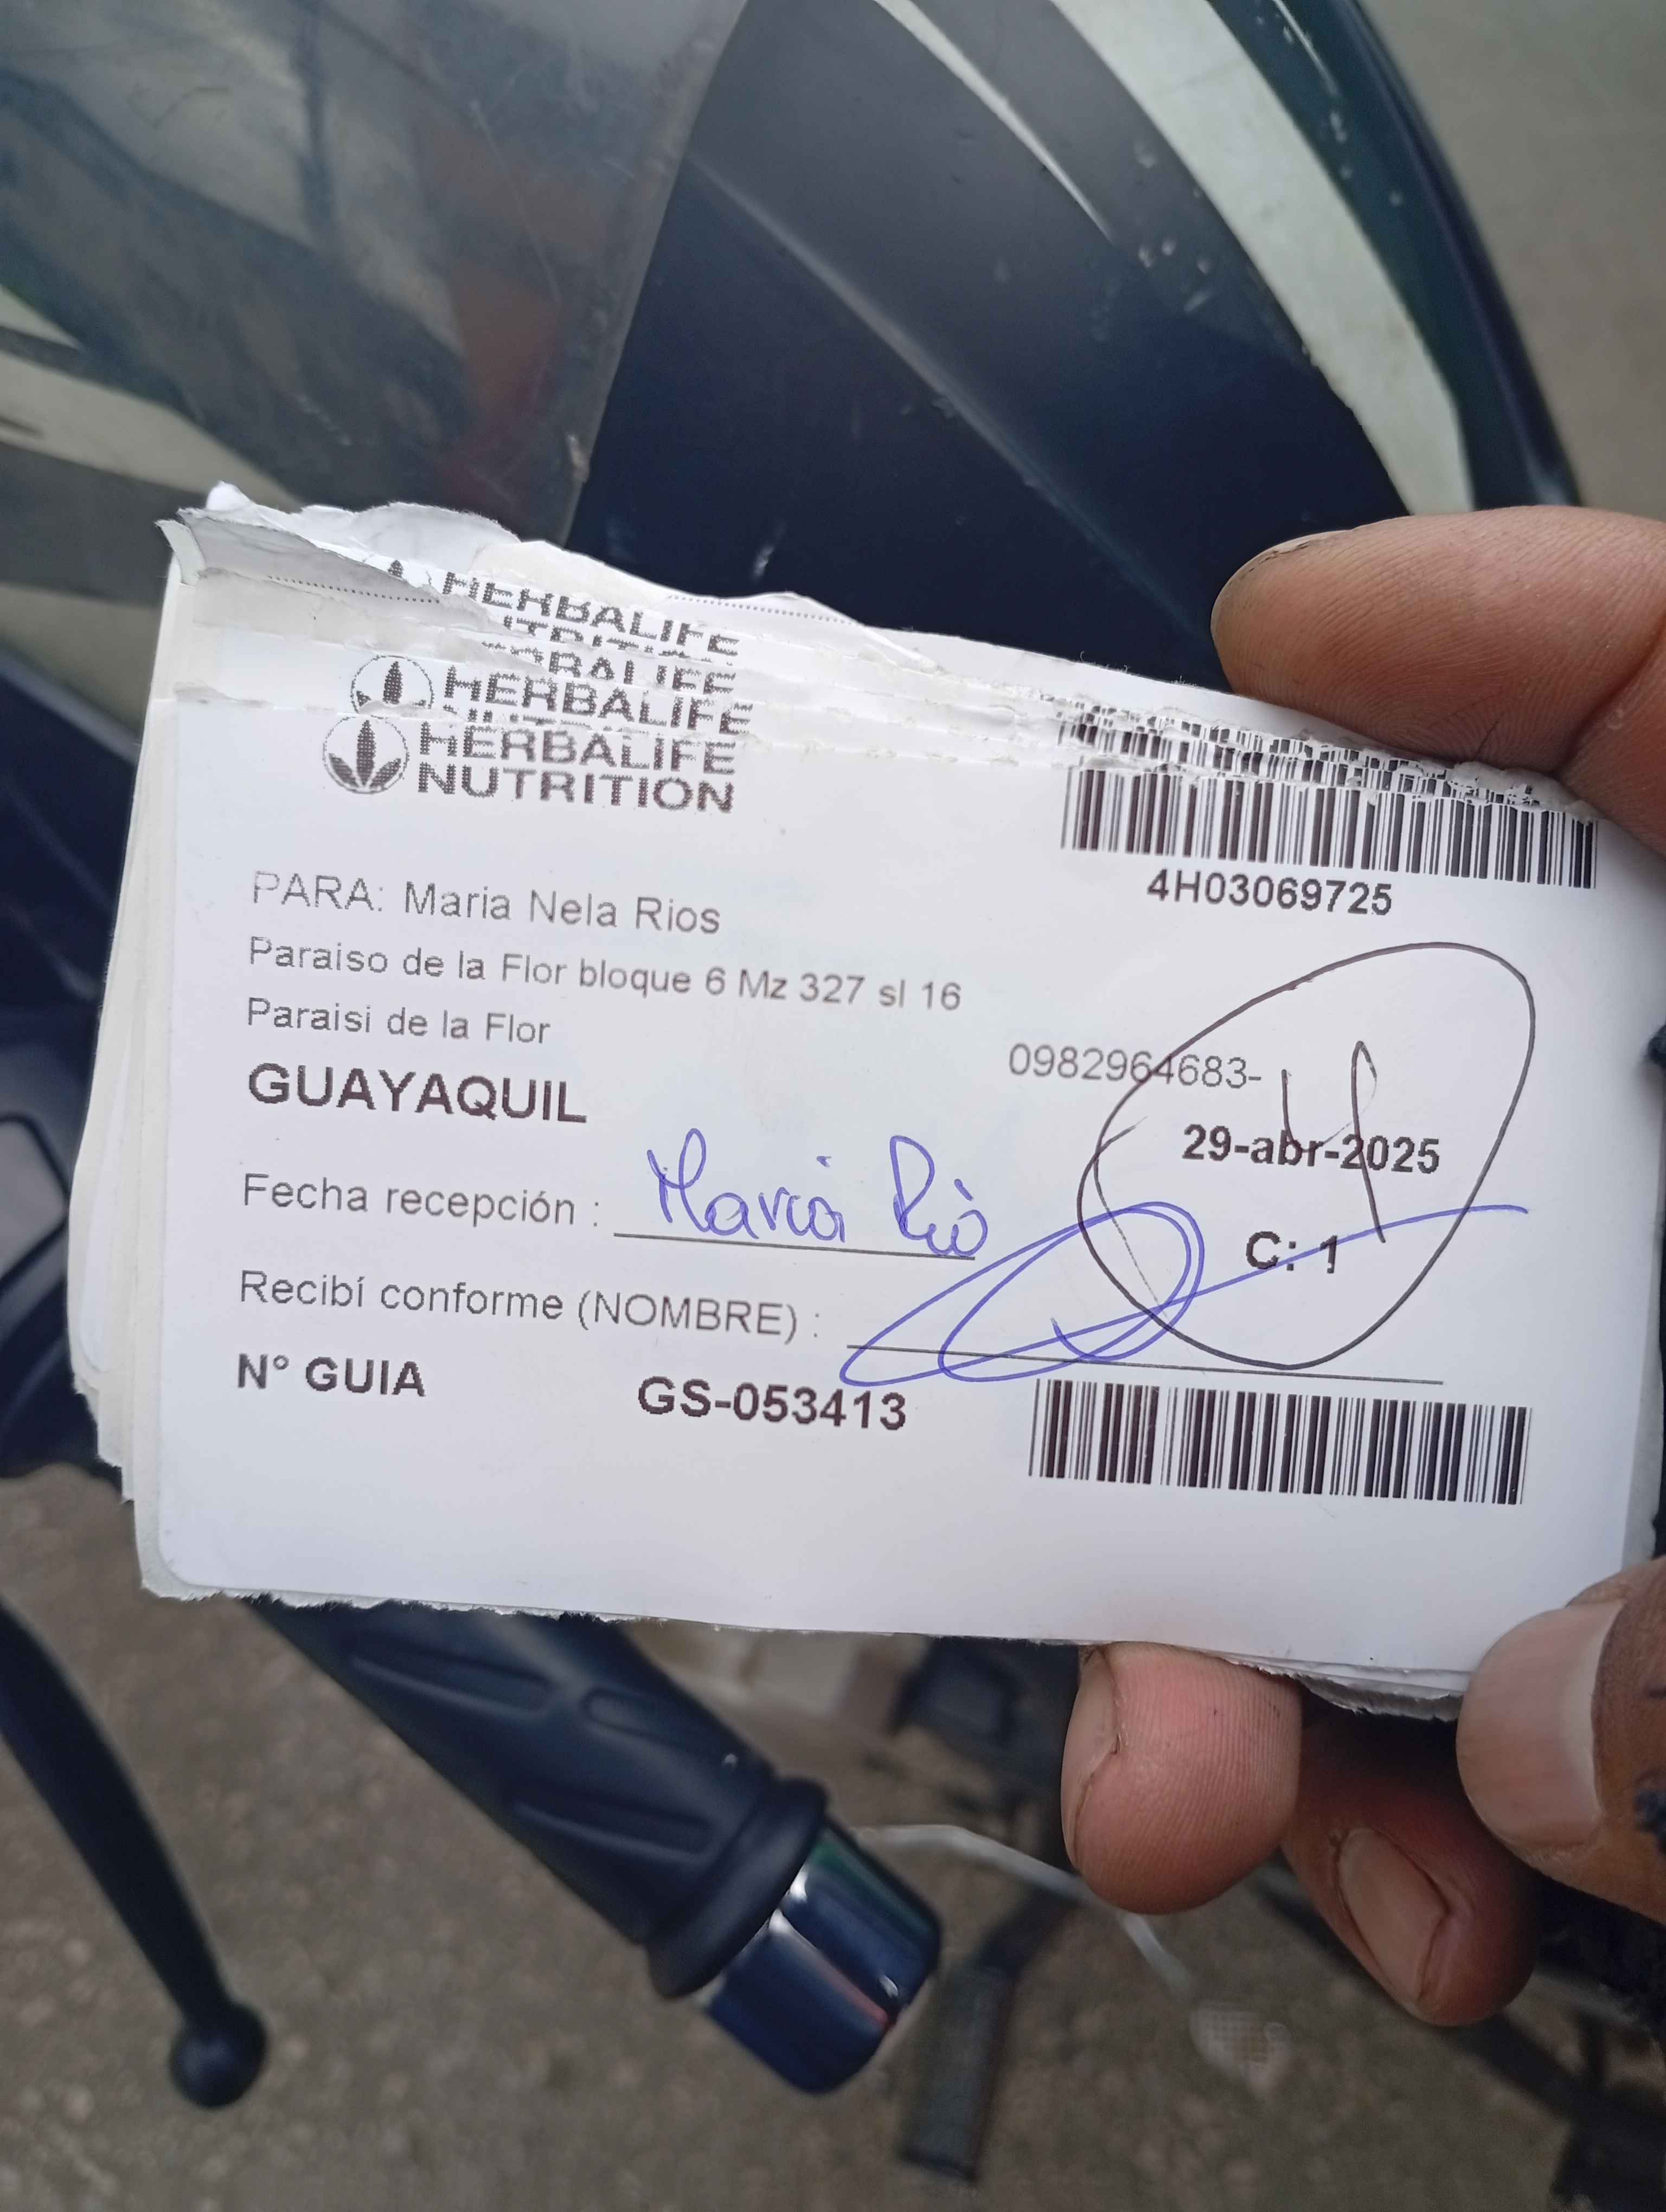 HERBALIFE
HERBALIFE
HERBALIFE
NUTRITION
4H03069725
PARA: Maria Nela Rios
Paraiso de la Flor bloque 6 Mz 327 sl 16
Paraisi de la Flor
0982964683-
GUAYAQUIL
29-abr-2025
Fecha recepción : Maria Rio
C: 1
Recibí conforme (NOMBRE) :
N° GUIA GS-053413